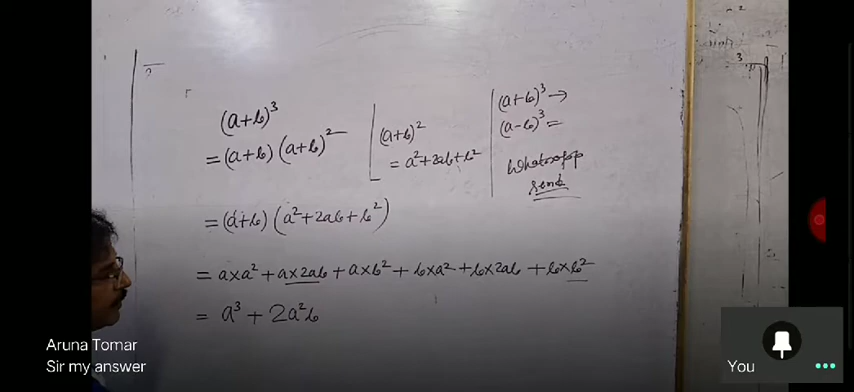 (a+b)³
= (a+b) (a+b)²
(a+b)²
= a²+2ab+b²
(a+b)³ →
(a-b)³ =
Whatsapp
send
= (a+b) (a²+2ab+b²)
= a×a² + a×2ab + a×b² + b×a² + b×2ab + b×b²
= a³ + 2a²b
Aruna Tomar
Sir my answer
You